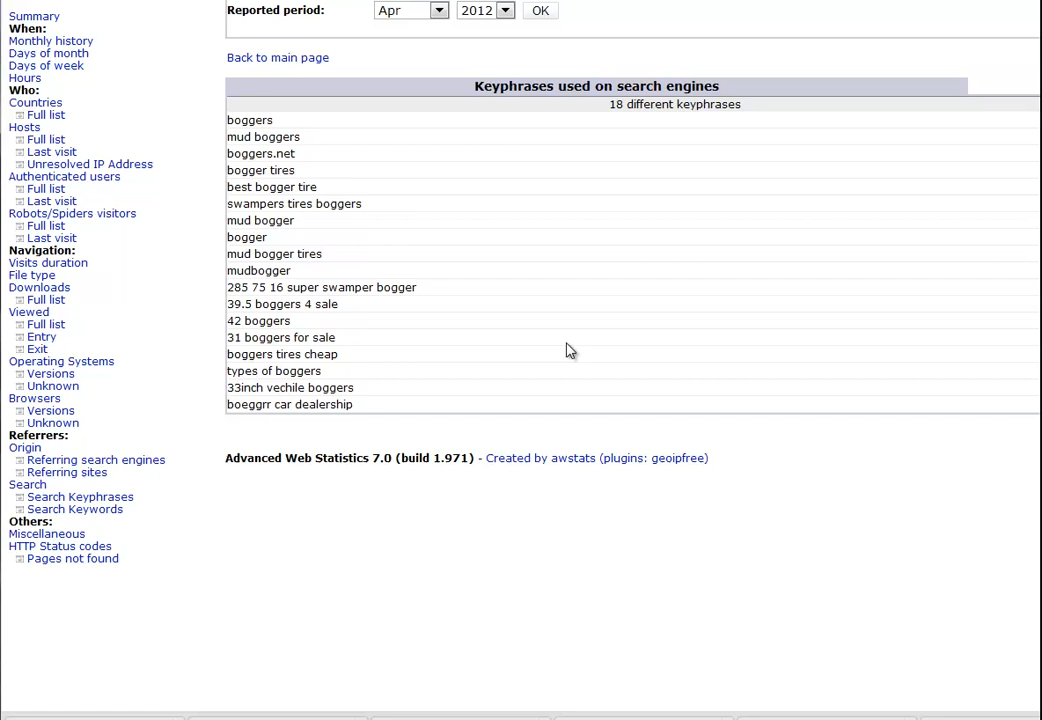 Summary
When:
Monthly history
Days of month
Days of week
Hours
Who:
Countries
Full list
Hosts
Full list
Last visit
Unresolved IP Address
Authenticated users
Full list
Last visit
Robots/Spiders visitors
Full list
Last visit
Navigation:
Visits duration
File type
Downloads
Full list
Viewed
Full list
Entry
Exit
Operating Systems
Versions
Unknown
Browsers
Versions
Unknown
Referrers:
Origin
Referring search engines
Referring sites
Search
Search Keyphrases
Search Keywords
Others:
Miscellaneous
HTTP Status codes
Pages not found
Reported period: Apr 2012 OK
Back to main page
Keyphrases used on search engines
18 different keyphrases
boggers
mud boggers
boggers.net
bogger tires
best bogger tire
swampers tires boggers
mud bogger
bogger
mud bogger tires
mudbogger
285 75 16 super swamper bogger
39.5 boggers 4 sale
42 boggers
31 boggers for sale
boggers tires cheap
types of boggers
33inch vechile boggers
boeggrr car dealership
Advanced Web Statistics 7.0 (build 1.971) - Created by awstats (plugins: geoipfree)